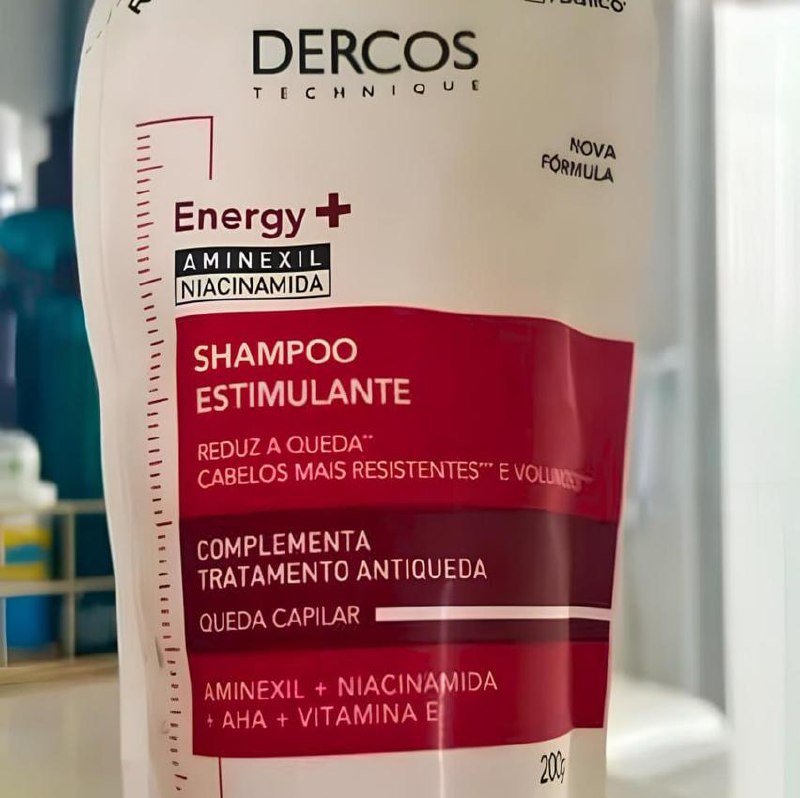 DERCOS
TECHNIQUE
NOVA
FÓRMULA
Energy+
AMINEXIL
NIACINAMIDA
SHAMPOO
ESTIMULANTE
REDUZ A QUEDA**
CABELOS MAIS RESISTENTES*** E
COMPLEMENTA
TRATAMENTO ANTIQUEDA
QUEDA CAPILAR
AMINEXIL + NIACINAMIDA
+ AHA + VITAMINA E
200g